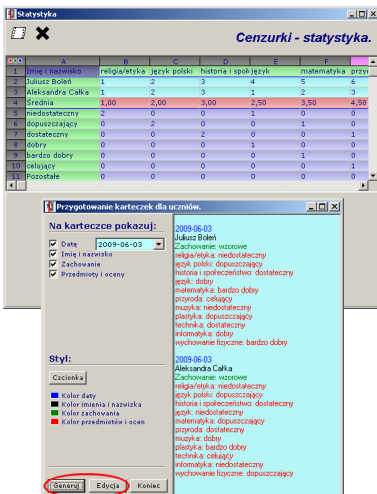 Statystyka
Cenzurki - statystyka.
A B C D E F
1 Imię i nazwisko religia/etyka język polski historia i społ język matematyka przyr
2 Juliusz Boleń 1 2 3 4 5 6
3 Aleksandra Całka 1 2 3 1 2 3
4 Średnia 1,00 2,00 3,00 2,50 3,50 4,50
5 niedostateczny 2 0 0 1 0 0
6 dopuszczający 0 2 0 0 1 0
7 dostateczny 0 0 2 0 0 1
8 dobry 0 0 0 1 0 0
9 bardzo dobry 0 0 0 0 1 0
10 celujący 0 0 0 0 0 1
11 Pozostałe 0 0 0 0 0 0
Przygotowanie karteczek dla uczniów.
Na karteczce pokazuj:
Datę 2009-06-03
Imię i nazwisko
Zachowanie
Przedmioty i oceny
Styl:
Czcionka
Kolor daty
Kolor imienia i nazwiska
Kolor zachowania
Kolor przedmiotów i ocen
Generuj Edycja Koniec
2009-06-03
Juliusz Boleń
Zachowanie: wzorowe
religia/etyka: niedostateczny
język polski: dopuszczający
historia i społeczeństwo: dostateczny
język: dobry
matematyka: bardzo dobry
przyroda: celujący
muzyka: niedostateczny
plastyka: dopuszczający
technika: dostateczny
informatyka: dobry
wychowanie fizyczne: bardzo dobry
2009-06-03
Aleksandra Całka
Zachowanie: wzorowe
religia/etyka: niedostateczny
język polski: dopuszczający
historia i społeczeństwo: dostateczny
język: niedostateczny
matematyka: dopuszczający
przyroda: dostateczny
muzyka: dobry
plastyka: bardzo dobry
technika: celujący
informatyka: niedostateczny
wychowanie fizyczne: dopuszczający